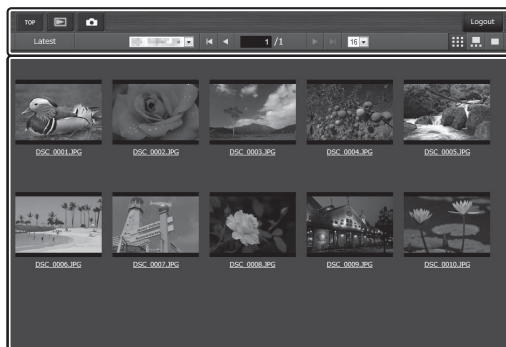 TOP
Logout
Latest
1 /1
16
DSC_0001.JPG DSC_0002.JPG DSC_0003.JPG DSC_0004.JPG DSC_0005.JPG
DSC_0006.JPG DSC_0007.JPG DSC_0008.JPG DSC_0009.JPG DSC_0010.JPG